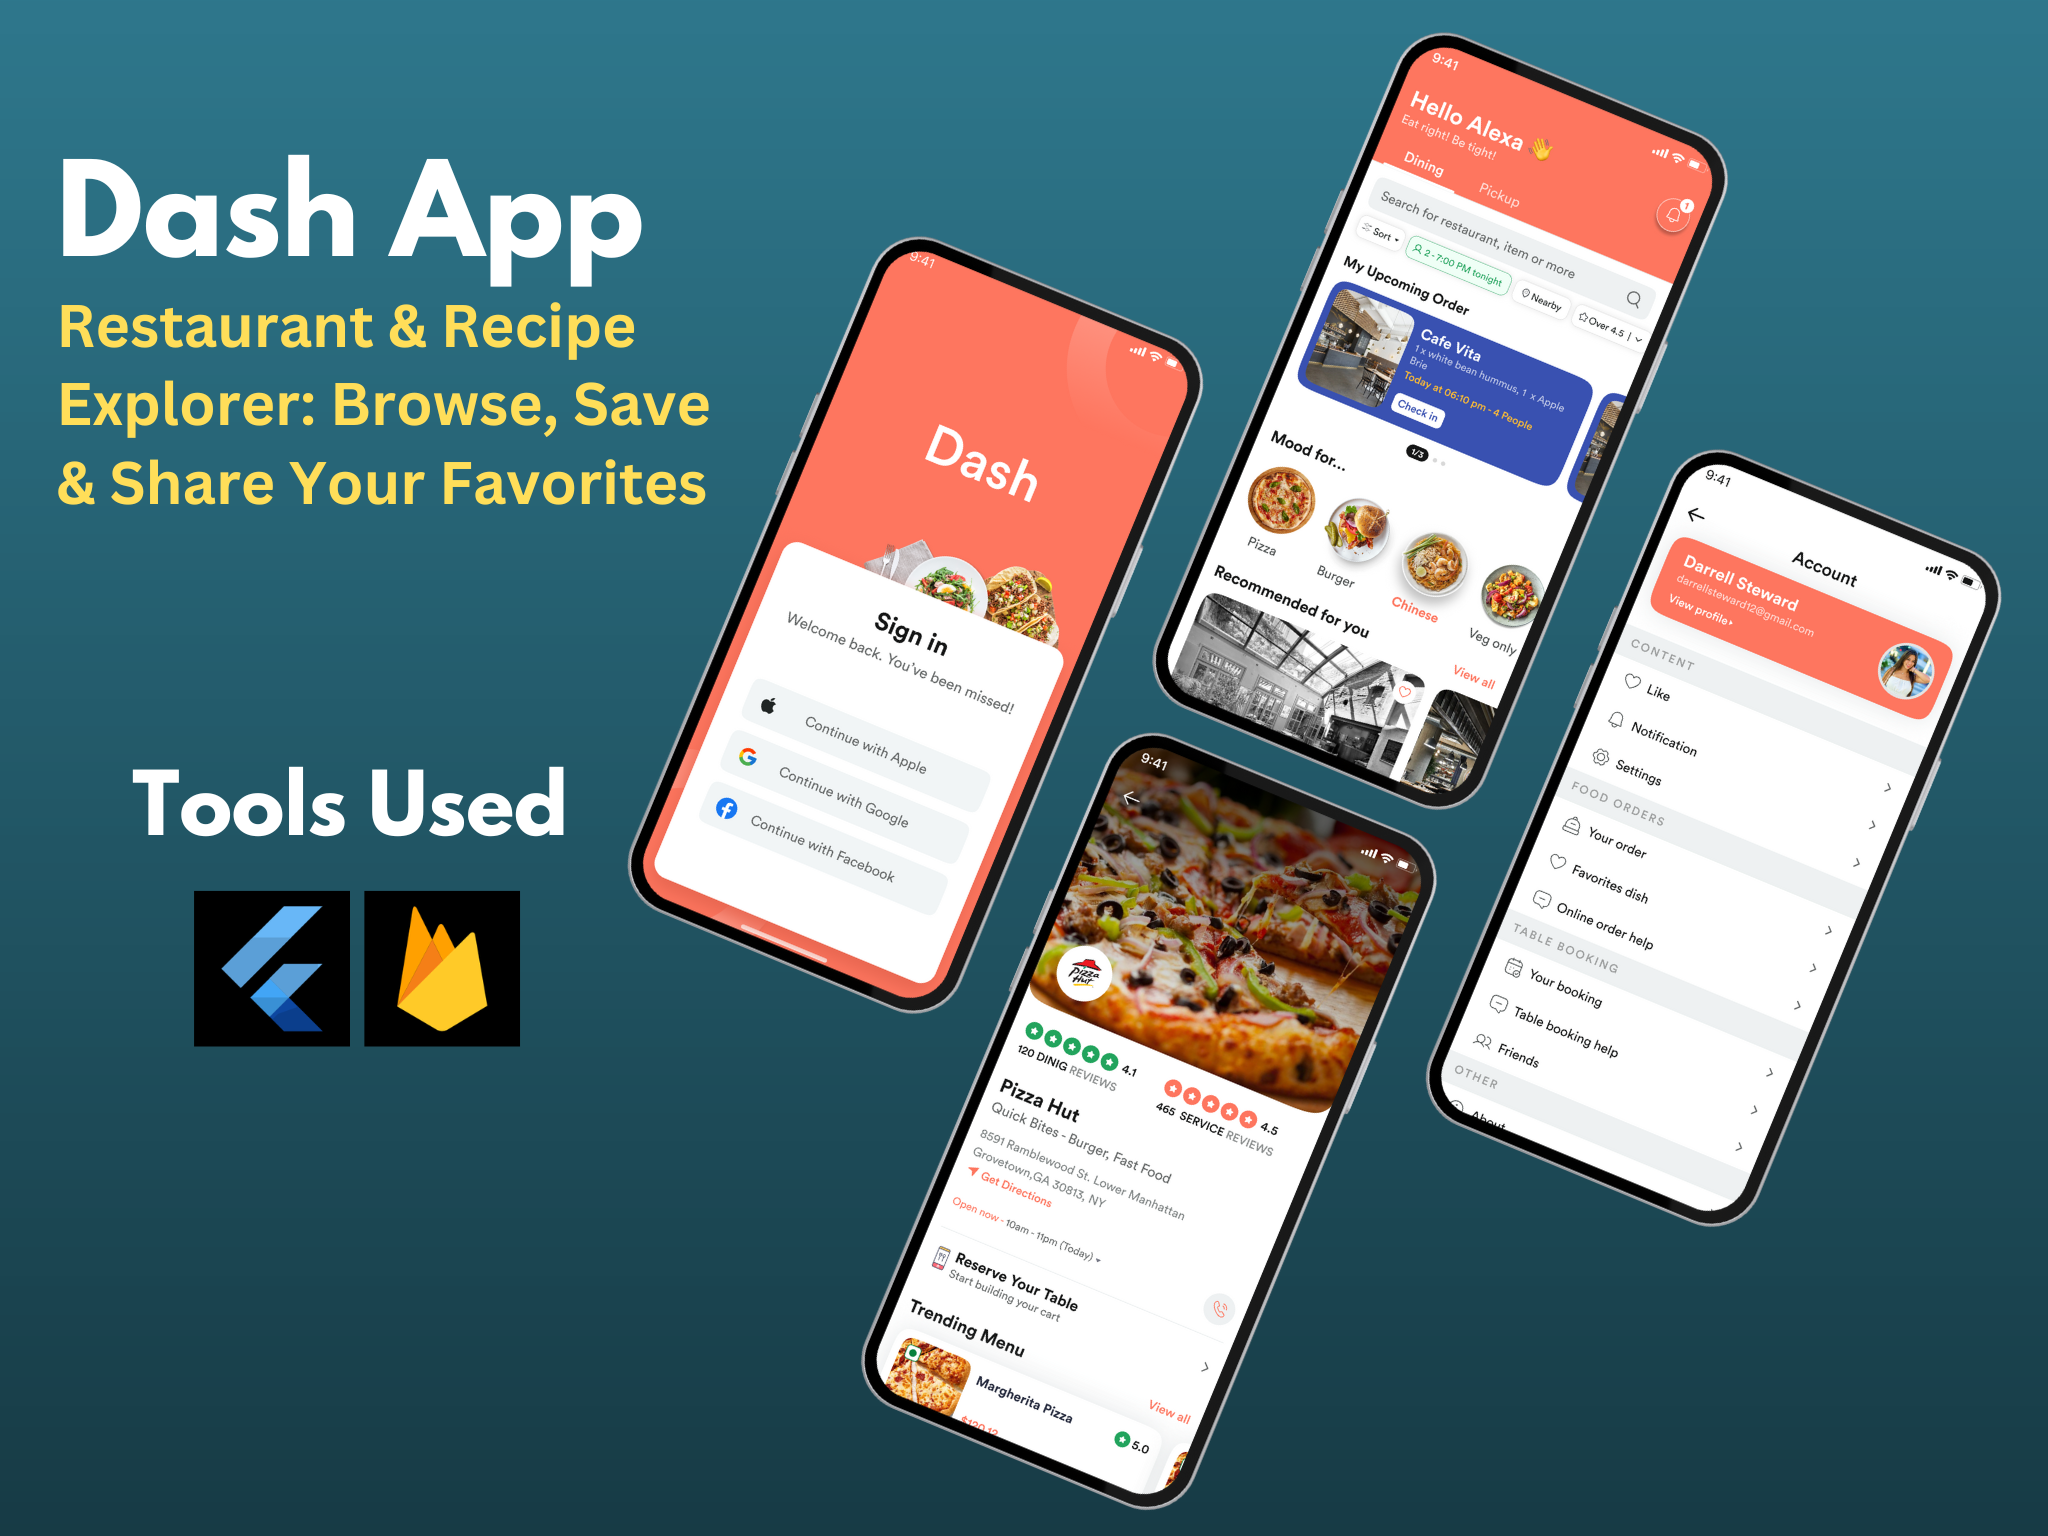 Dash App
Restaurant & Recipe
Explorer: Browse, Save
& Share Your Favorites
Tools Used
9:41
Dash
Sign in
Welcome back. You've been missed!
Continue with Apple
Continue with Google
Continue with Facebook
9:41
Hello Alexa 👋
Eat right! Be tight!
Dining
Pickup
1
Search for restaurant, item or more
Sort
2 - 7:00 PM tonight
Nearby
Over 4.5
My Upcoming Order
Cafe Vita
1 x white bean hummus, 1 x Apple
Brie
Today at 06:10 pm - 4 People
Check in
1/3
Mood for...
Pizza
Burger
Chinese
Veg only
Recommended for you
View all
9:41
Pizza
Hut
4.1
120 DINIG REVIEWS
4.5
465 SERVICE REVIEWS
Pizza Hut
Quick Bites - Burger, Fast Food
8591 Ramblewood St. Lower Manhattan
Grovetown,GA 30813, NY
Get Directions
Open now - 10am - 11pm (Today)
Reserve Your Table
Start building your cart
Trending Menu
View all
Margherita Pizza
$120.12
5.0
9:41
Account
Darrell Steward
darrellsteward12@gmail.com
View profile
CONTENT
Like
Notification
Settings
FOOD ORDERS
Your order
Favorites dish
Online order help
TABLE BOOKING
Your booking
Table booking help
Friends
OTHER
About